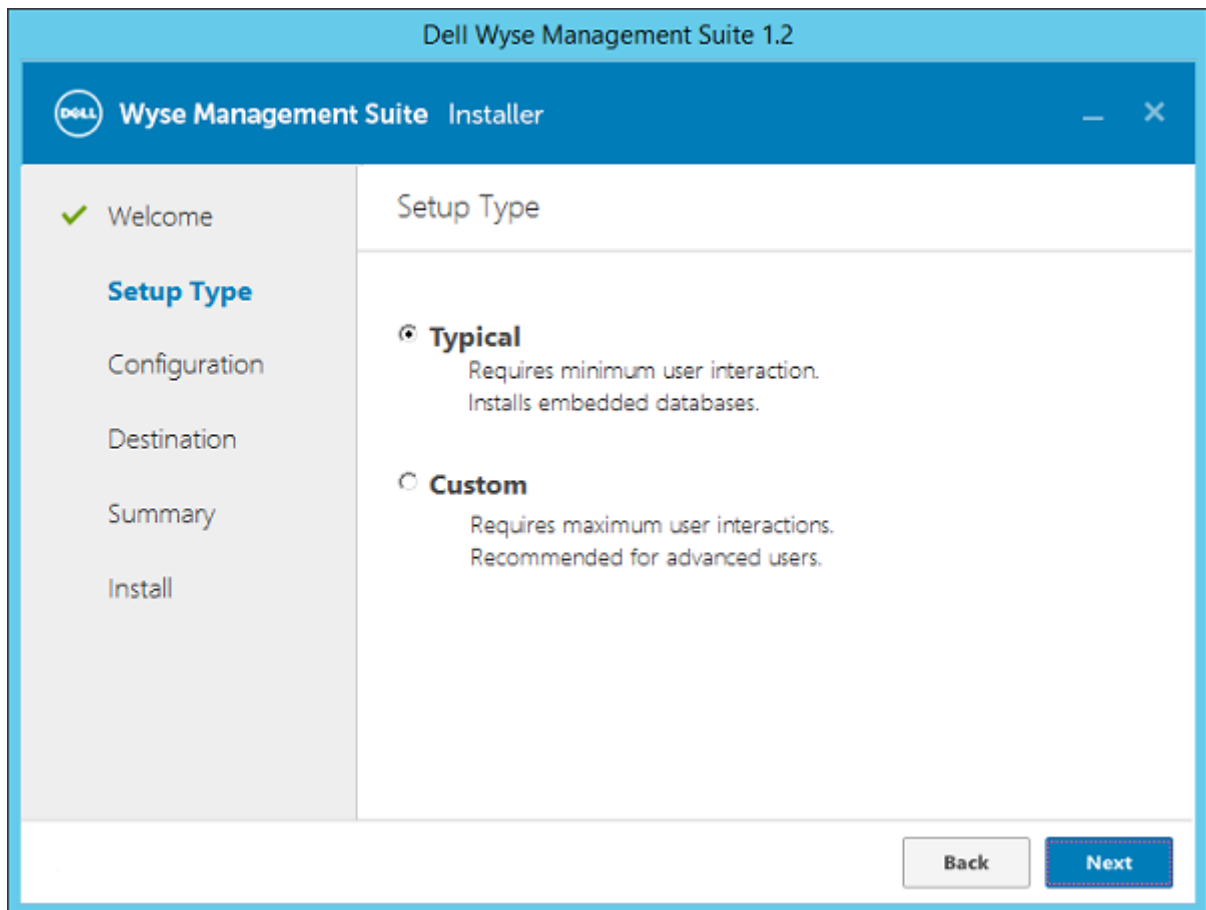 Dell Wyse Management Suite 1.2
DELL Wyse Management Suite Installer
Welcome
Setup Type
Configuration
Destination
Summary
Install
Setup Type
Typical
Requires minimum user interaction.
Installs embedded databases.
Custom
Requires maximum user interactions.
Recommended for advanced users.
Back Next